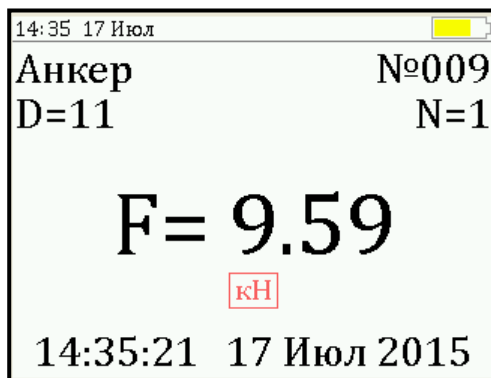 14:35 17 Июл
Анкер №009
D=11 N=1
F= 9.59
кН
14:35:21 17 Июл 2015